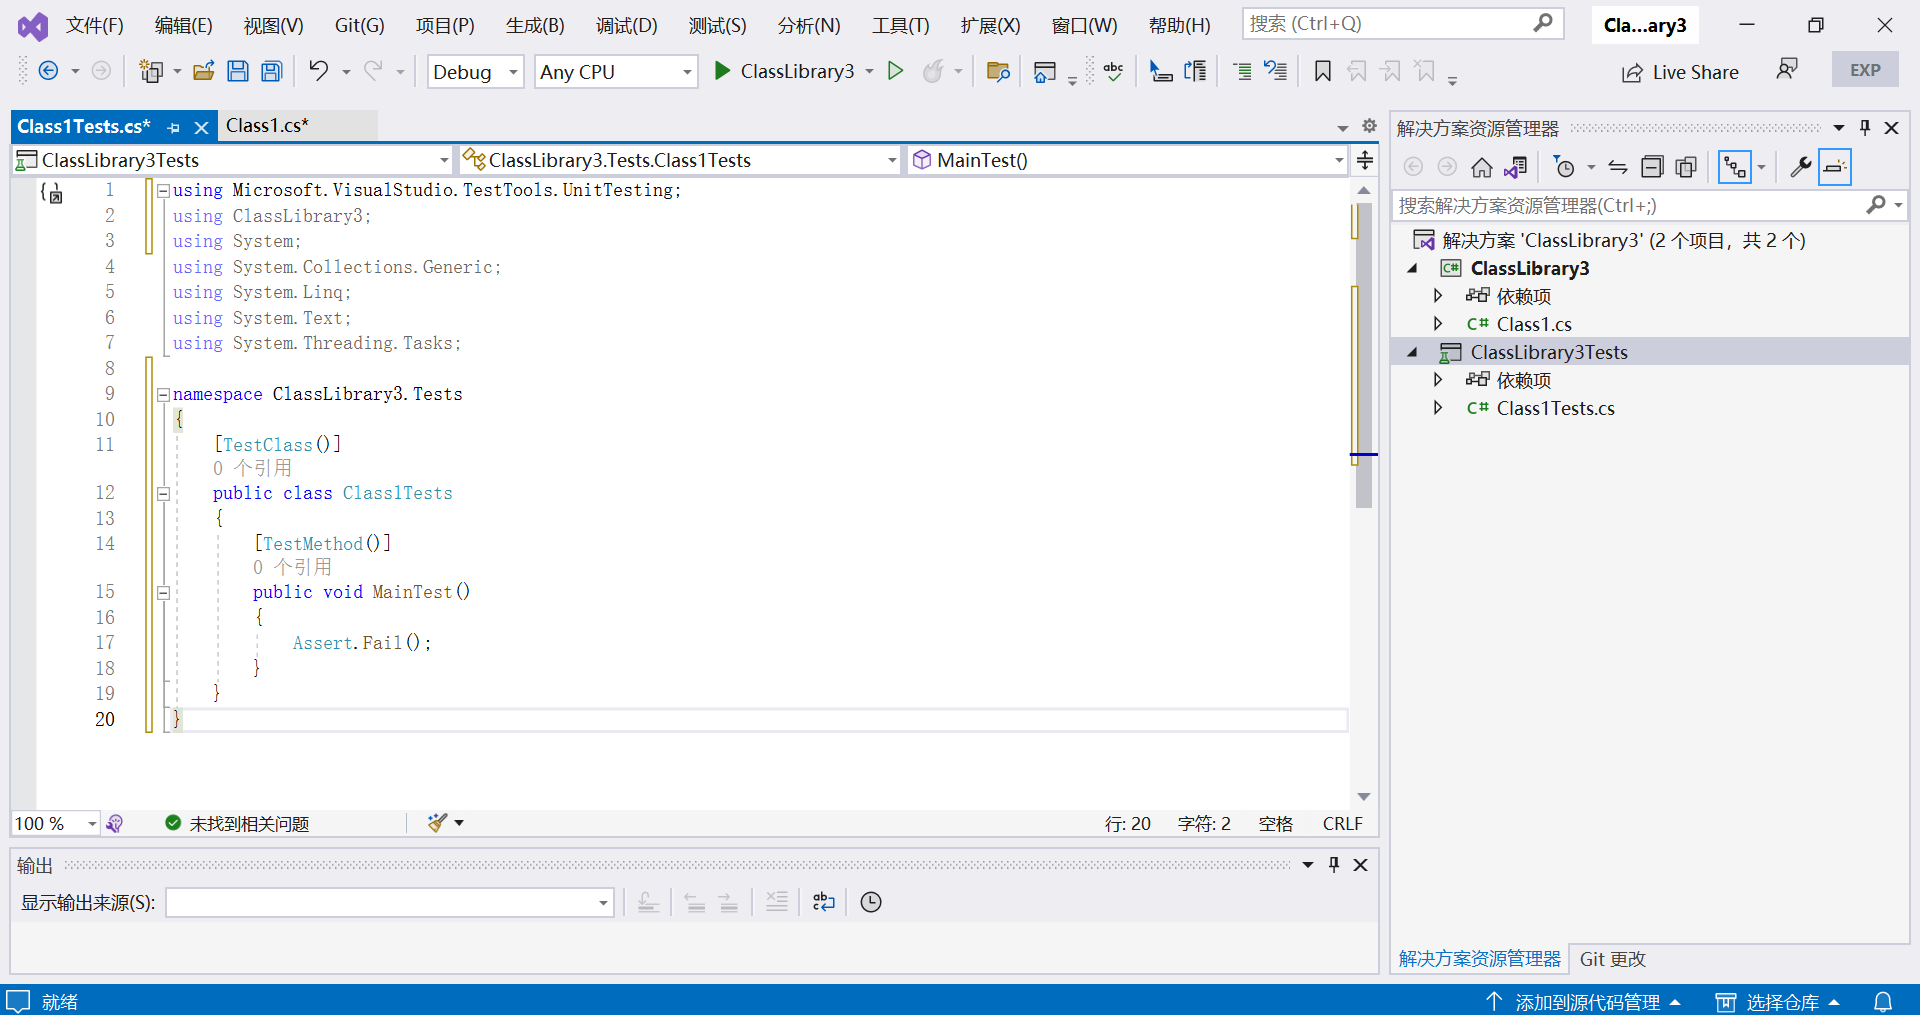 文件(F) 编辑(E) 视图(V) Git(G) 项目(P) 生成(B) 调试(D) 测试(S) 分析(N) 工具(T) 扩展(X) 窗口(W) 帮助(H) 搜索 (Ctrl+Q) Cla...ary3
Debug Any CPU ClassLibrary3 abc Live Share EXP
Class1Tests.cs* Class1.cs*
ClassLibrary3Tests ClassLibrary3.Tests.Class1Tests MainTest()
1 using Microsoft.VisualStudio.TestTools.UnitTesting;
2 using ClassLibrary3;
3 using System;
4 using System.Collections.Generic;
5 using System.Linq;
6 using System.Text;
7 using System.Threading.Tasks;
8
9 namespace ClassLibrary3.Tests
10 {
11 [TestClass()]
0 个引用
12 public class Class1Tests
13 {
14 [TestMethod()]
0 个引用
15 public void MainTest()
16 {
17 Assert.Fail();
18 }
19 }
20 }
100 % 未找到相关问题 行: 20 字符: 2 空格 CRLF
输出
显示输出来源(S):
解决方案资源管理器
搜索解决方案资源管理器(Ctrl+;)
解决方案 'ClassLibrary3' (2 个项目，共 2 个)
C# ClassLibrary3
依赖项
C# Class1.cs
ClassLibrary3Tests
依赖项
C# Class1Tests.cs
解决方案资源管理器 Git 更改
就绪 添加到源代码管理 选择仓库